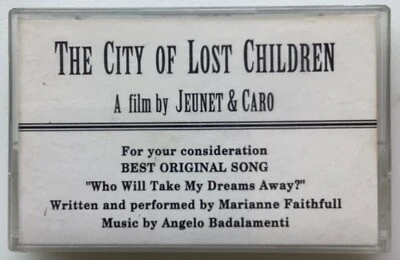 The City of Lost Children
A film by Jeunet & Caro
For your consideration
BEST ORIGINAL SONG
"Who Will Take My Dreams Away?"
Written and performed by Marianne Faithfull
Music by Angelo Badalamenti